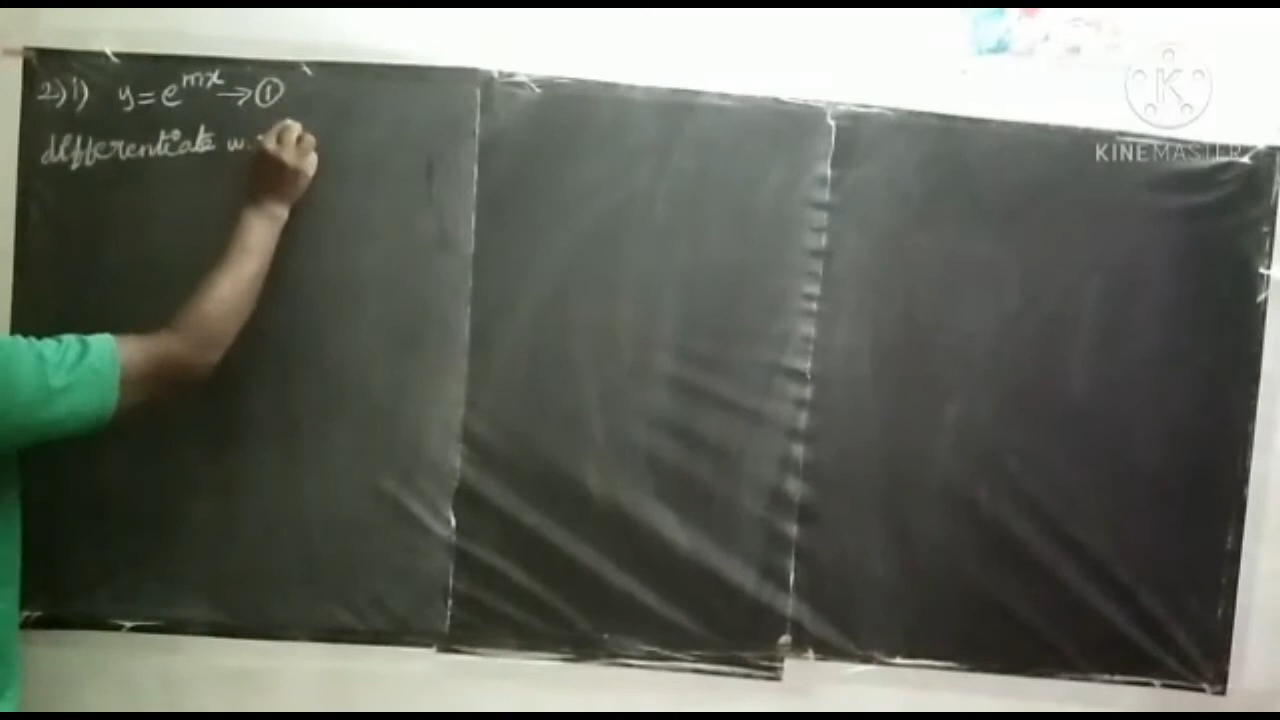 2) i) y = e^{mx} → ①
differentiate w.
K
KINEMASTER